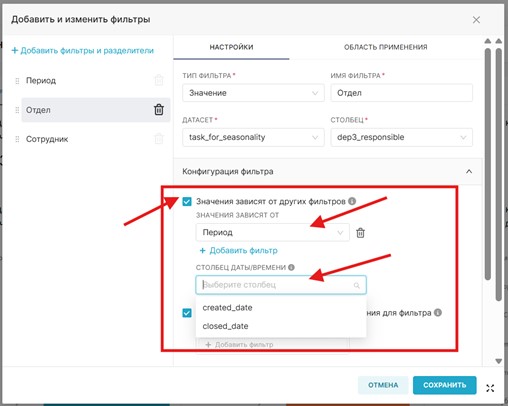 Добавить и изменить фильтры
+ Добавить фильтры и разделители
Период
Отдел
Сотрудник
НАСТРОЙКИ
ОБЛАСТЬ ПРИМЕНЕНИЯ
ТИП ФИЛЬТРА *
ИМЯ ФИЛЬТРА *
Значение
Отдел
ДАТАСЕТ *
СТОЛБЕЦ *
task_for_seasonality
dep3_responsible
Конфигурация фильтра
Значения зависят от других фильтров
ЗНАЧЕНИЯ ЗАВИСЯТ ОТ
Период
+ Добавить фильтр
СТОЛБЕЦ ДАТЫ/ВРЕМЕНИ
Выберите столбец
created_date
closed_date
ния для фильтра
+ Добавить фильтр
ОТМЕНА
СОХРАНИТЬ